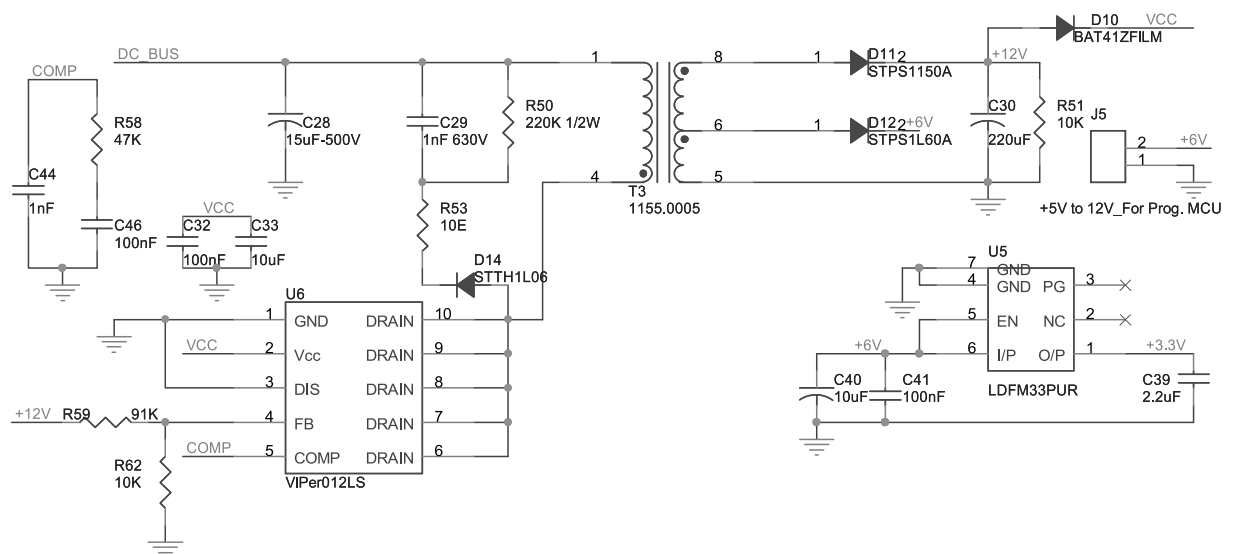 D10
VCC
BAT41ZFILM
DC_BUS
COMP
R58
47K
C44
1nF
C46
100nF
VCC
C32
100nF
C33
10uF
C28
15uF-500V
C29
1nF 630V
R50
220K 1/2W
R53
10E
D14
STTH1L06
1
4
T3
1155.0005
8
6
5
1
D11
2
STPS1150A
+12V
1
D12
2
+6V
STPS1L60A
C30
220uF
R51
10K
J5
2
1
+6V
+5V to 12V_For Prog. MCU
U6
1
GND
DRAIN
10
VCC
2
Vcc
DRAIN
9
3
DIS
DRAIN
8
+12V
R59
91K
4
FB
DRAIN
7
COMP
5
COMP
DRAIN
6
R62
10K
VIPer012LS
U5
7
GND
4
GND
PG
3
5
EN
NC
2
+6V
6
I/P
O/P
1
+3.3V
LDFM33PUR
C40
10uF
C41
100nF
C39
2.2uF